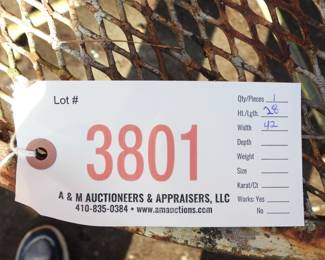 Lot #
3801
A & M AUCTIONEERS & APPRAISERS, LLC
410-835-0384 • www.amauctions.com
Qty/Pieces 1
Ht./Lgth. 28
Width 42
Depth
Weight
Size
Karat/Ct
Works: Yes
No